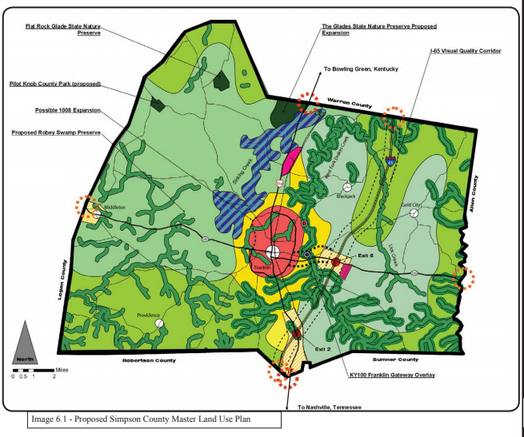 Flat Rock Glade State Nature
Preserve
The Glades State Nature Preserve Proposed
Expansion
I-65 Visual Quality Corridor
To Bowling Green, Kentucky
Pilot Knob County Park (proposed)
Warren County
Possible 1008 Expansion
Proposed Robey Swamp Preserve
Allen County
Blackjack
Gold City
Middleton
Lick Creek
Exit 6
Franklin
Logan County
Providence
Exit 2
North
0 0.5 1 2
Miles
Robertson County
Sumner County
KY100 Franklin Gateway Overlay
To Nashville, Tennessee
Image 6.1 - Proposed Simpson County Master Land Use Plan